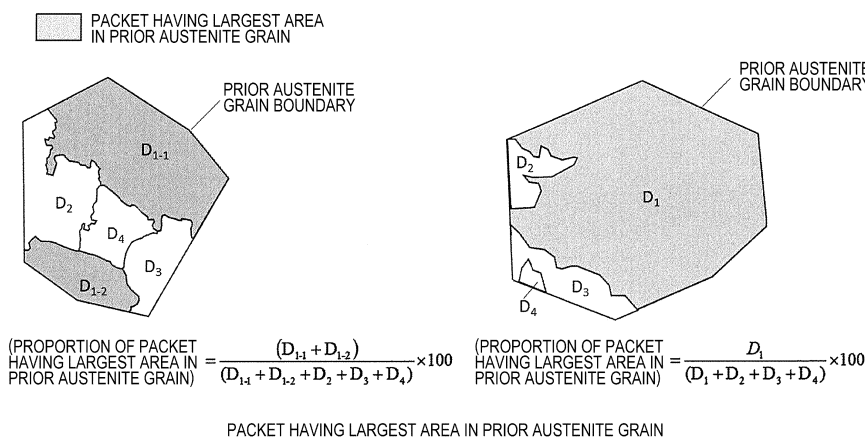 PACKET HAVING LARGEST AREA
IN PRIOR AUSTENITE GRAIN
PRIOR AUSTENITE
GRAIN BOUNDARY
D1-1
D2
D4
D3
D1-2
PRIOR AUSTENITE
GRAIN BOUNDARY
D2
D1
D3
D4
(PROPORTION OF PACKET
HAVING LARGEST AREA IN
PRIOR AUSTENITE GRAIN) = (D1-1 + D1-2) / (D1-1 + D1-2 + D2 + D3 + D4) ×100
(PROPORTION OF PACKET
HAVING LARGEST AREA IN
PRIOR AUSTENITE GRAIN) = D1 / (D1 + D2 + D3 + D4) ×100
PACKET HAVING LARGEST AREA IN PRIOR AUSTENITE GRAIN